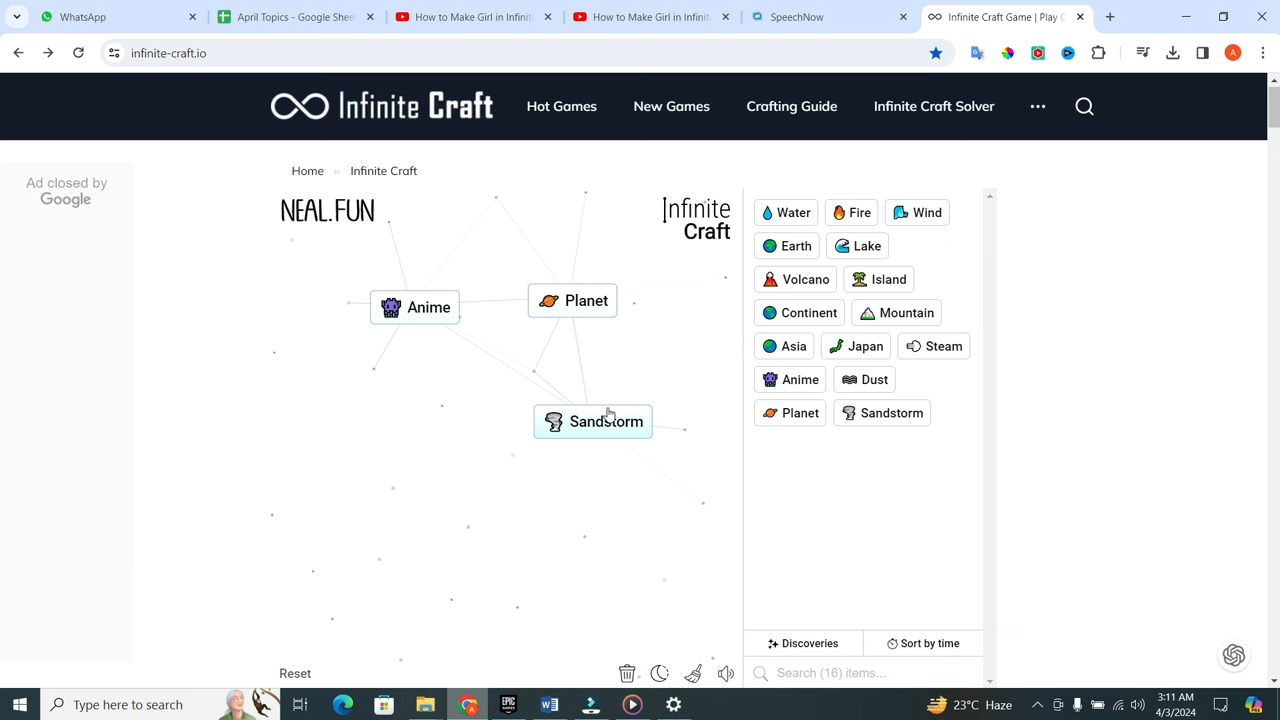 WhatsApp
April Topics - Google Shee
How to Make Girl in Infinit
How to Make Girl in Infinit
SpeechNow
Infinite Craft Game | Play C
infinite-craft.io
A
Infinite Craft
Hot Games
New Games
Crafting Guide
Infinite Craft Solver
Home » Infinite Craft
Ad closed by
Google
NEAL.FUN
Infinite
Craft
Anime
Planet
Sandstorm
Water
Fire
Wind
Earth
Lake
Volcano
Island
Continent
Mountain
Asia
Japan
Steam
Anime
Dust
Planet
Sandstorm
Discoveries
Sort by time
Reset
Search (16) items...
Type here to search
23°C Haze
3:11 AM
4/3/2024